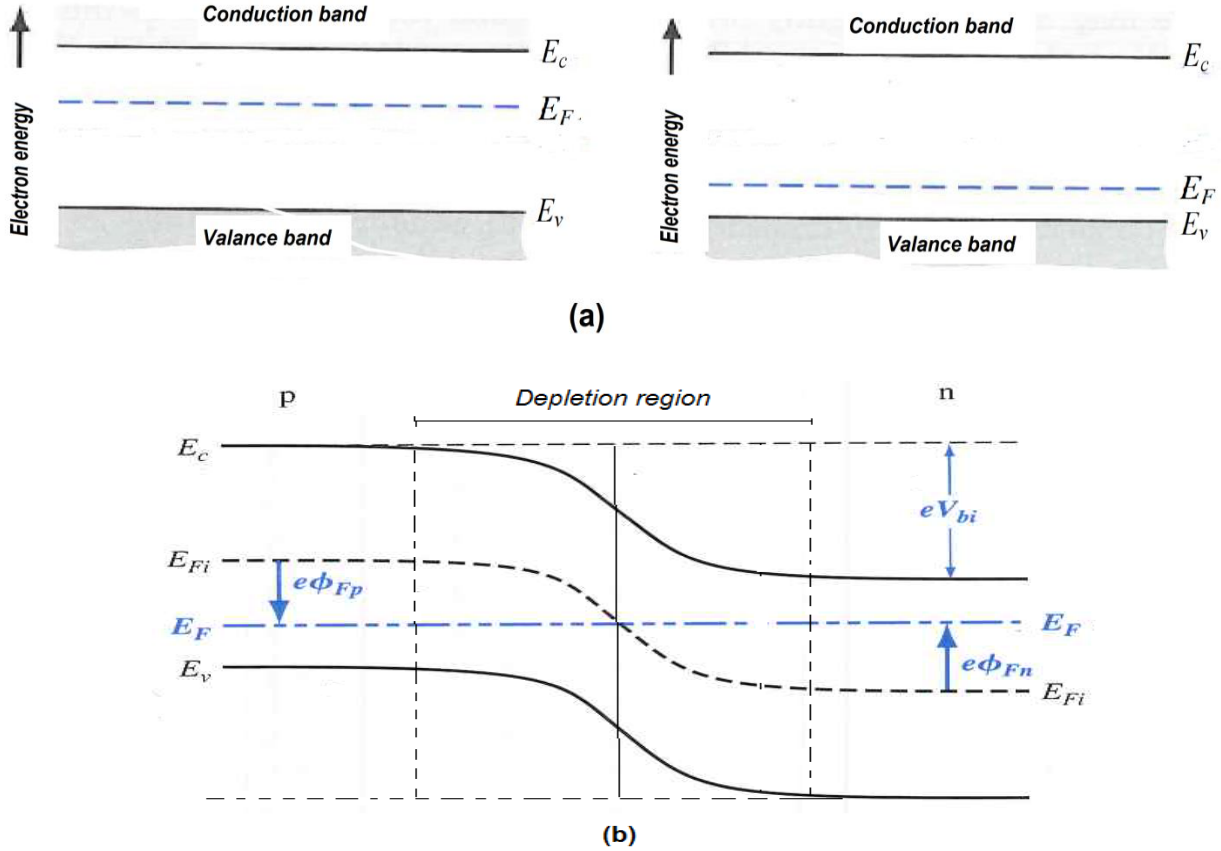 Conduction band
E_c
E_F
Electron energy
E_v
Valance band
Conduction band
E_c
Electron energy
E_F
E_v
Valance band
(a)
p
Depletion region
n
E_c
eV_bi
E_Fi
eϕ_Fp
E_F
E_F
E_v
eϕ_Fn
E_Fi
(b)